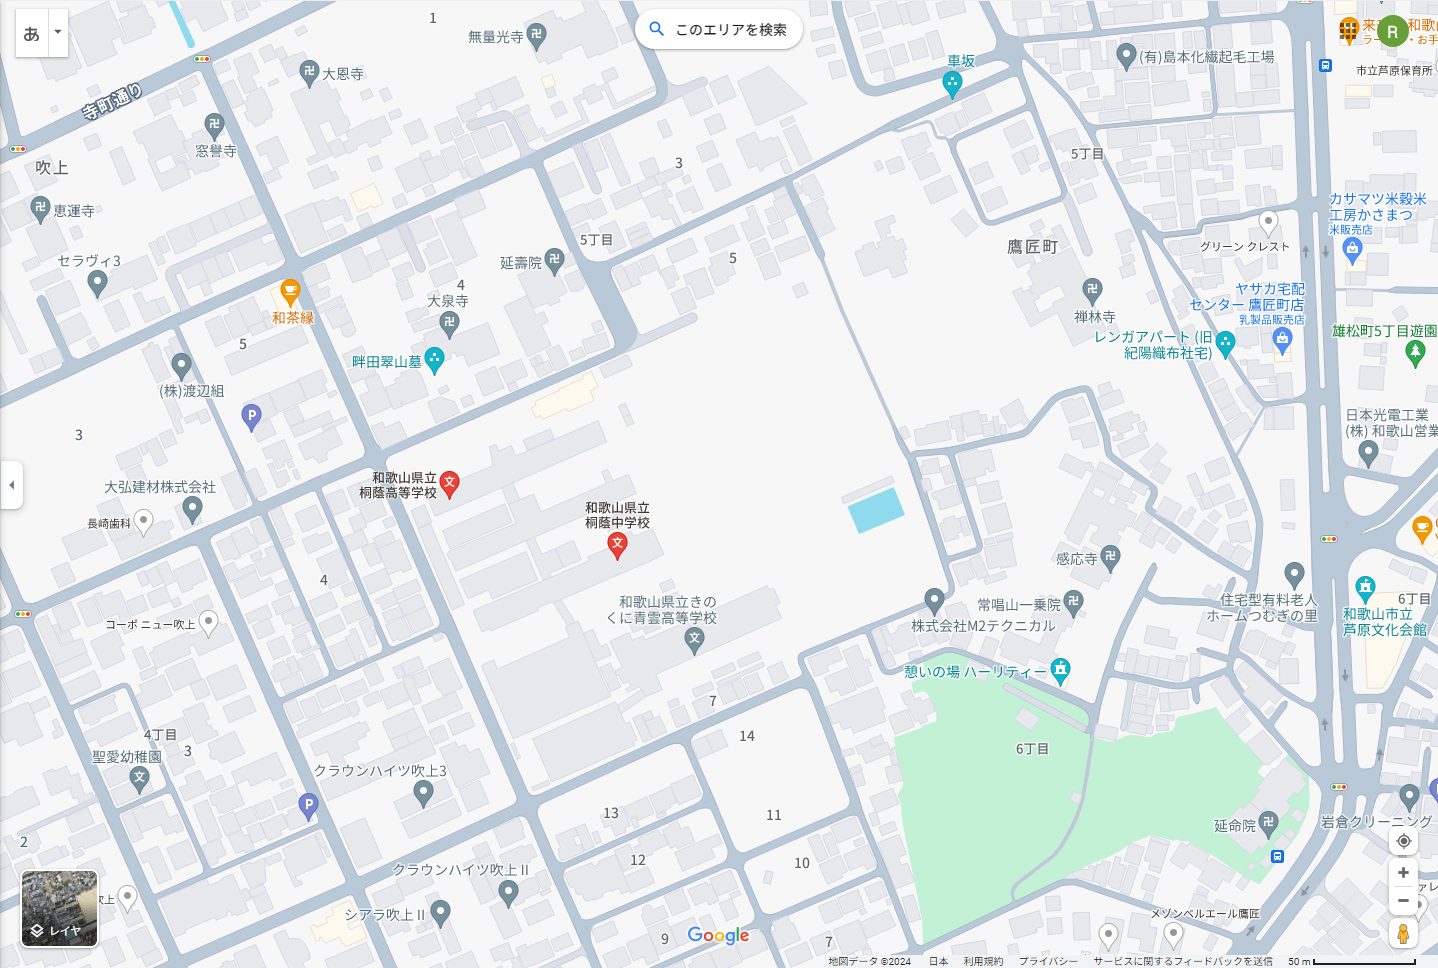 あ
このエリアを検索
1
無量光寺
大恩寺
寺町通り
窓譽寺
吹上
恵運寺
セラヴィ3
和茶縁
5
(株)渡辺組
P
3
大弘建材株式会社
長崎歯科
コーポ ニュー吹上
4
4丁目
3
聖愛幼稚園
2
P
クラウンハイツ吹上3
クラウンハイツ吹上Ⅱ
シアラ吹上Ⅱ
吹上
レイヤ
車坂
(有)島本化繊起毛工場
R
市立芦原保育所
3
5丁目
5丁目
延壽院
5
4
大泉寺
畔田翠山墓
鷹匠町
禅林寺
グリーン クレスト
カサマツ米穀米
工房かさまつ
米販売店
ヤサカ宅配
センター 鷹匠町店
乳製品販売店
レンガアパート (旧
紀陽織布社宅)
雄松町5丁目遊園
日本光電工業
(株) 和歌山営業
和歌山県立
桐蔭高等学校
文
和歌山県立
桐蔭中学校
文
和歌山県立きの
くに青雲高等学校
文
感応寺
常唱山一乗院
株式会社M2テクニカル
憩いの場 ハーリティー
住宅型有料老人
ホームつむぎの里
6丁目
和歌山市立
芦原文化会館
7
14
6丁目
13
11
12
10
9
7
延命院
岩倉クリーニング
メゾンベルエール鷹匠
Google
地図データ ©2024 日本 利用規約 プライバシー サービスに関するフィードバックを送信 50 m